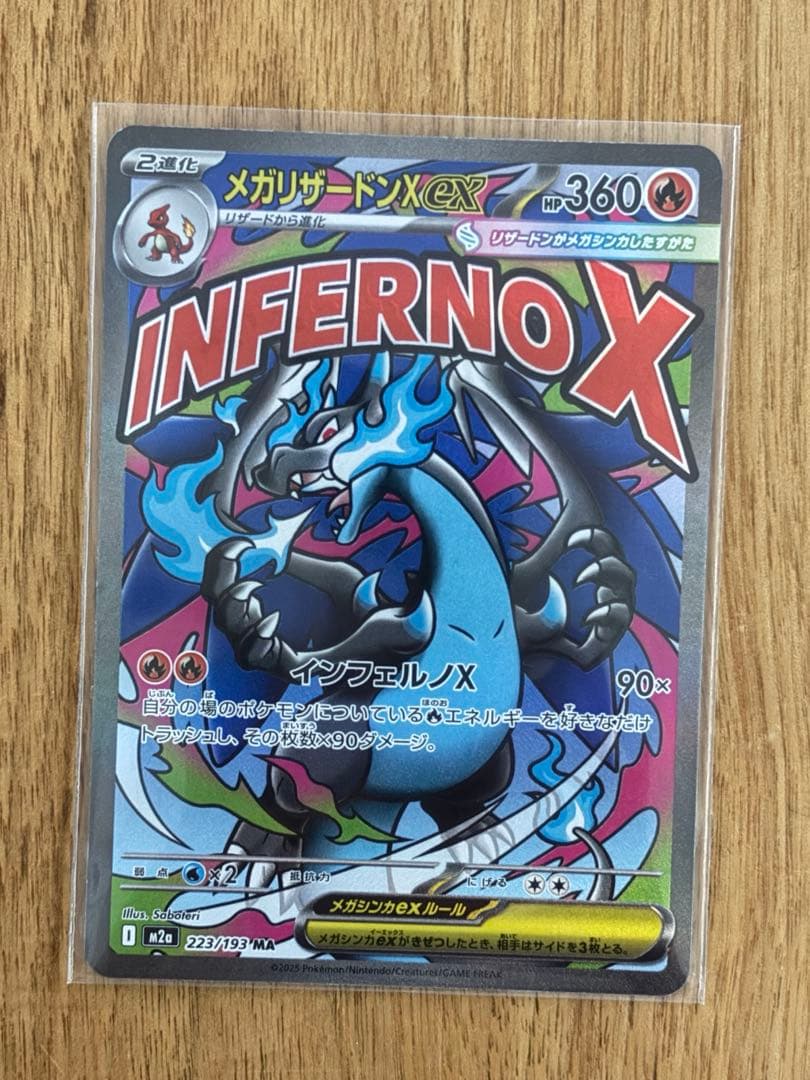 2進化
メガリザードンXex
HP360
リザードから進化
リザードンがメガシンカしたすがた
INFERNOX
インフェルノX
90×
自分の場のポケモンについているエネルギーを好きなだけ
トラッシュし、その枚数×90ダメージ。
弱点 ×2 抵抗力 にげる
メガシンカexルール
メガシンカexがきぜつしたとき、相手はサイドを3枚とる。
Illus. Saboteri
I M2a 223/193 MA
©2025 Pokémon/Nintendo/Creatures/GAME FREAK